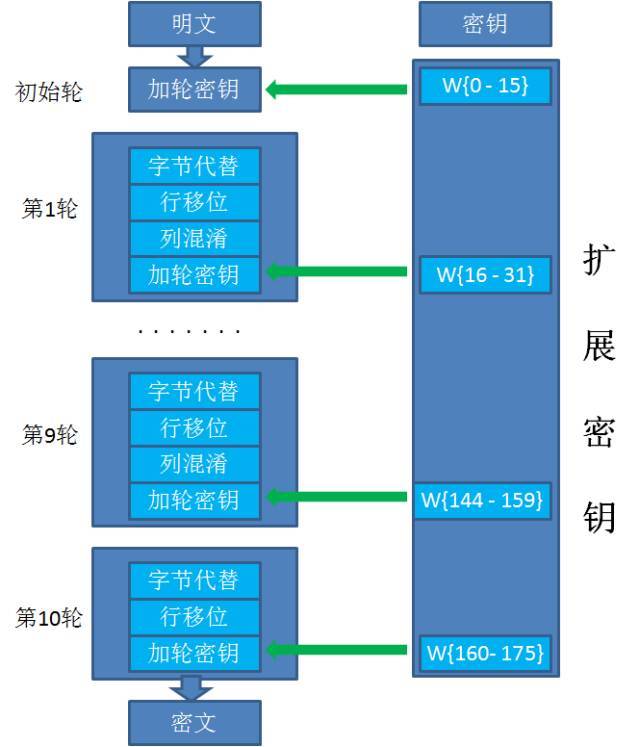 明文
密钥
初始轮
加轮密钥
W{0 - 15}
第1轮
字节代替
行移位
列混淆
加轮密钥
W{16 - 31}
.......
第9轮
字节代替
行移位
列混淆
加轮密钥
W{144 - 159}
第10轮
字节代替
行移位
加轮密钥
W{160- 175}
密文
扩展密钥